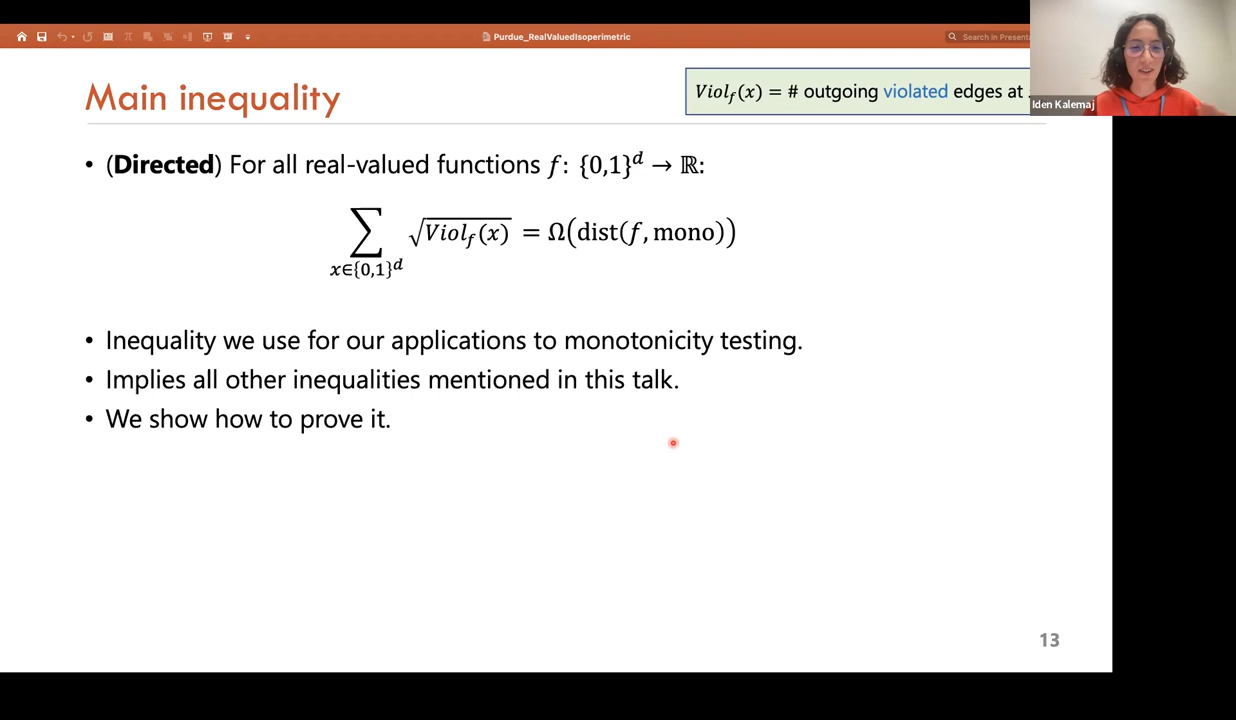 Purdue_RealValuedIsoperimetric
Search in Presenta
Main inequality
Viol_f(x) = # outgoing violated edges at
Iden Kalemaj
• (Directed) For all real-valued functions f: {0,1}^d → ℝ:
∑_{x∈{0,1}^d} √(Viol_f(x)) = Ω(dist(f, mono))
• Inequality we use for our applications to monotonicity testing.
• Implies all other inequalities mentioned in this talk.
• We show how to prove it.
13